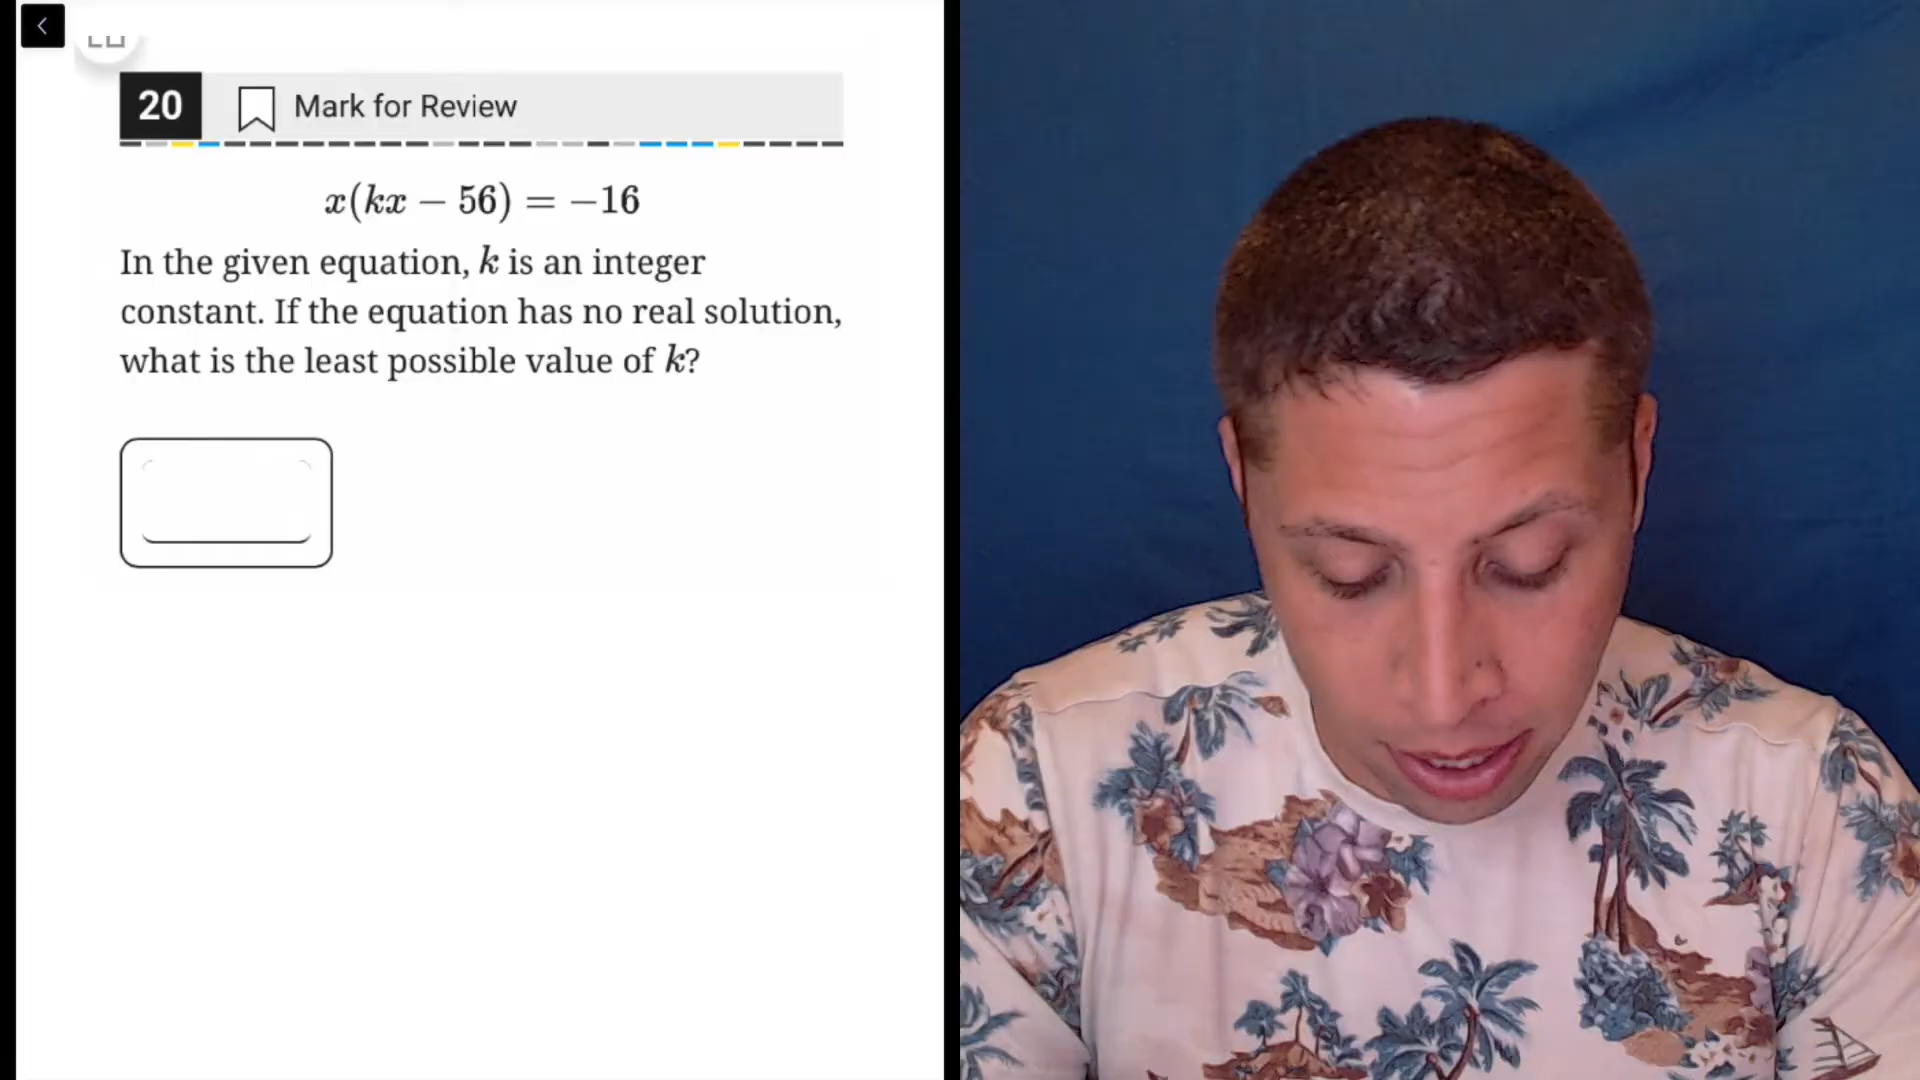 20 Mark for Review
x(kx − 56) = −16
In the given equation, k is an integer
constant. If the equation has no real solution,
what is the least possible value of k?